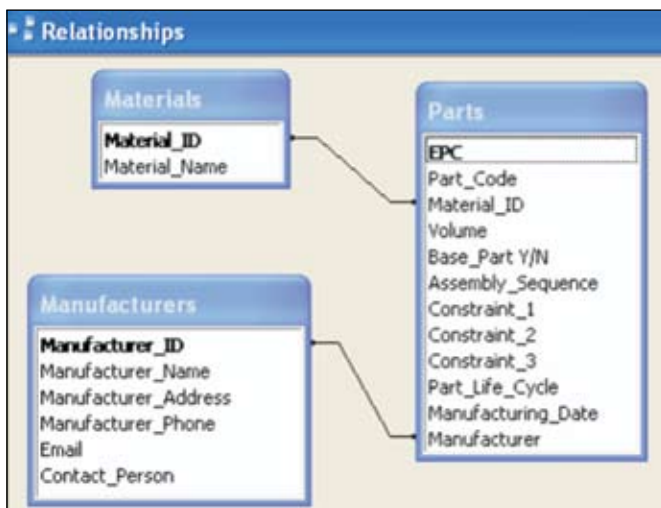 Relationships
Materials
Material_ID
Material_Name
Parts
EPC
Part_Code
Material_ID
Volume
Base_Part Y/N
Assembly_Sequence
Constraint_1
Constraint_2
Constraint_3
Part_Life_Cycle
Manufacturing_Date
Manufacturer
Manufacturers
Manufacturer_ID
Manufacturer_Name
Manufacturer_Address
Manufacturer_Phone
Email
Contact_Person